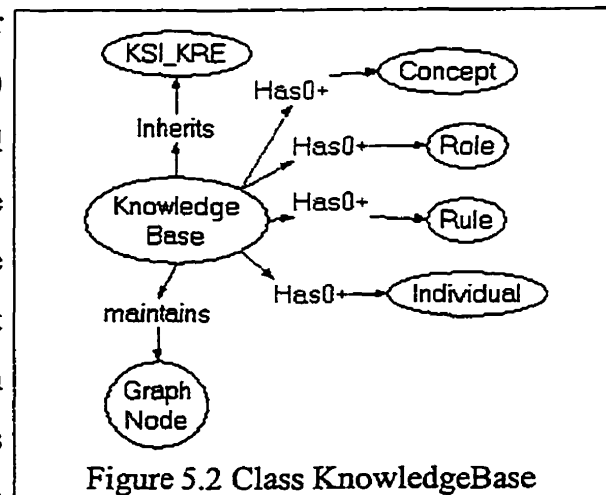 KSI_KRE
Inherits
Knowledge
Base
maintains
Graph
Node
Has0+
Concept
Has0+
Role
Has0+
Rule
Has0+
Individual
Figure 5.2 Class KnowledgeBase